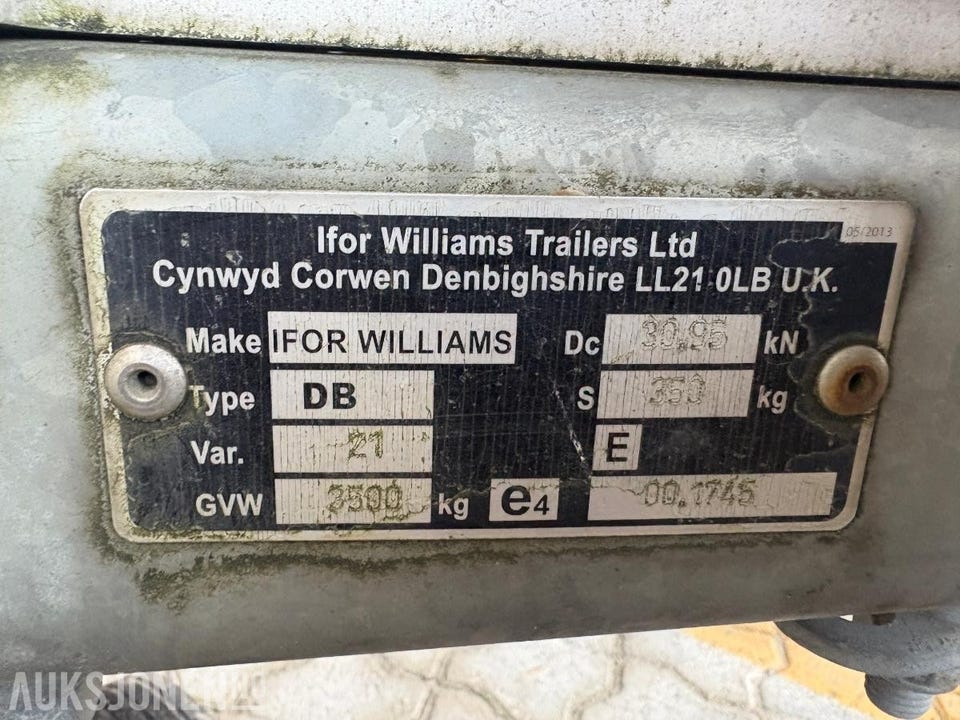 Ifor Williams Trailers Ltd
05/2013
Cynwyd Corwen Denbighshire LL21 0LB U.K.
Make IFOR WILLIAMS Dc 30.95 kN
Type DB S 350 kg
Var. 21 E
GVW 3500 kg e4 00.1745
AUKSJONEN